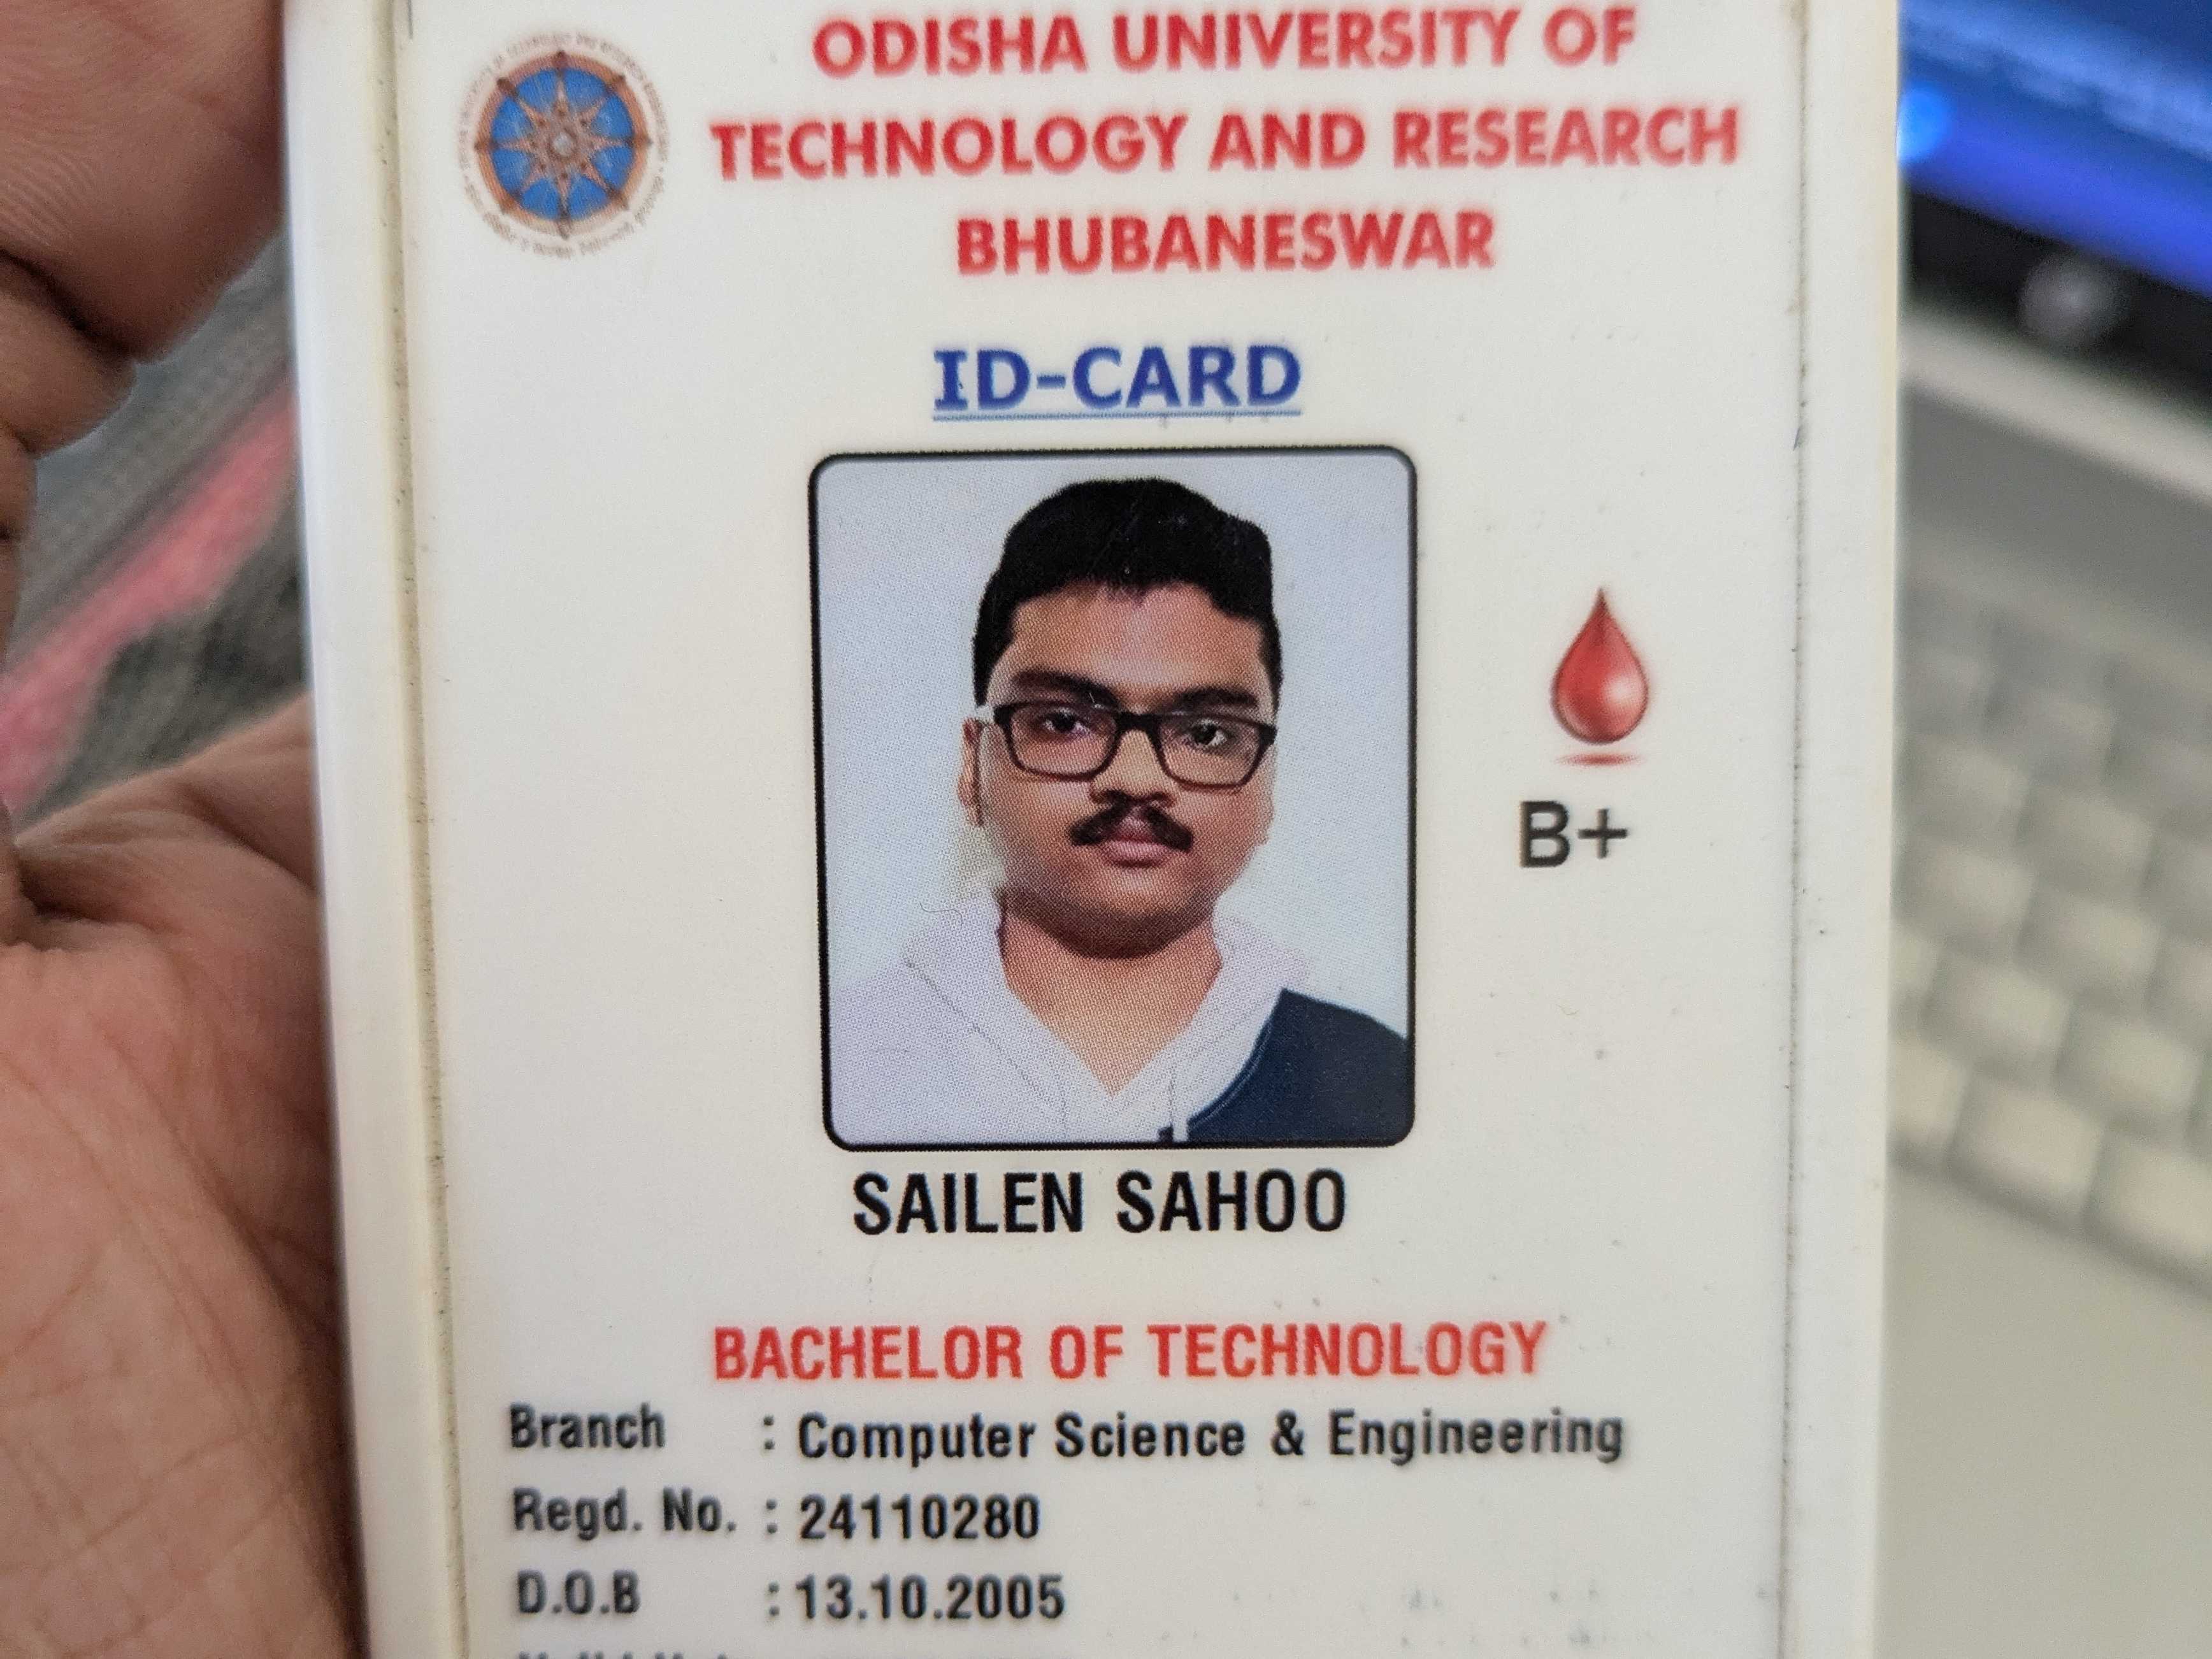 ODISHA UNIVERSITY OF
TECHNOLOGY AND RESEARCH
BHUBANESWAR
ID-CARD
B+
SAILEN SAHOO
BACHELOR OF TECHNOLOGY
Branch : Computer Science & Engineering
Regd. No. : 24110280
D.O.B : 13.10.2005